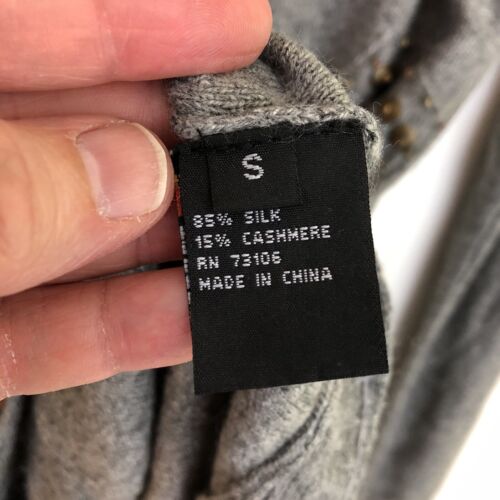 S
85% SILK
15% CASHMERE
RN 73106
MADE IN CHINA